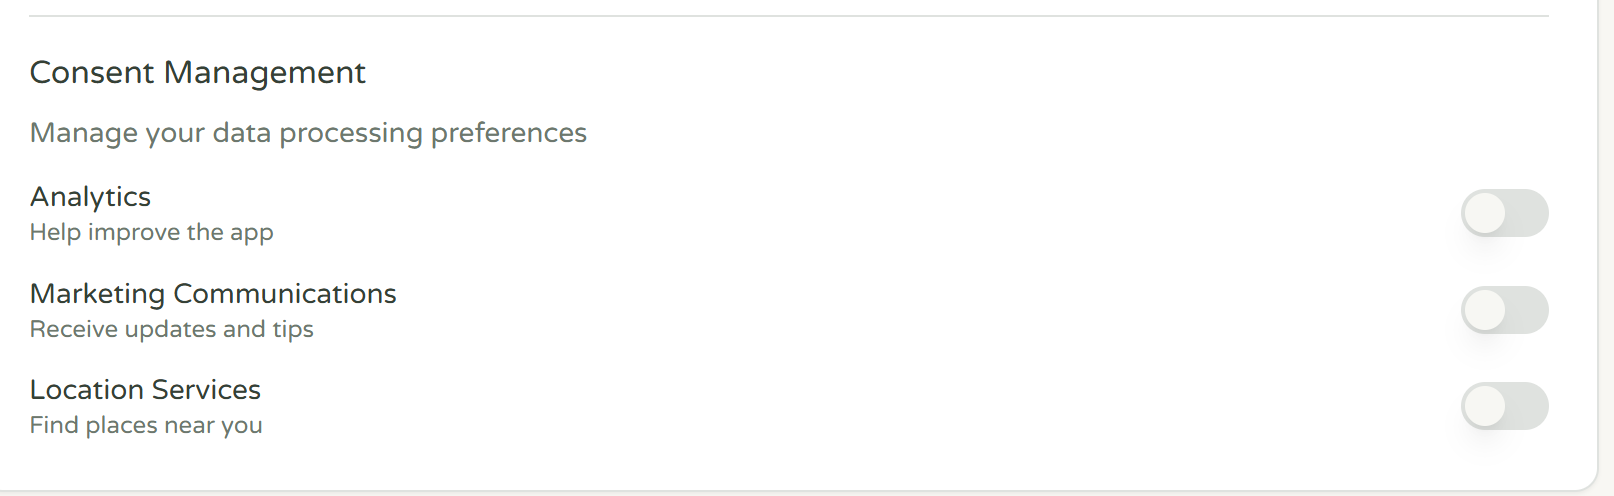 Consent Management
Manage your data processing preferences
Analytics
Help improve the app
Marketing Communications
Receive updates and tips
Location Services
Find places near you